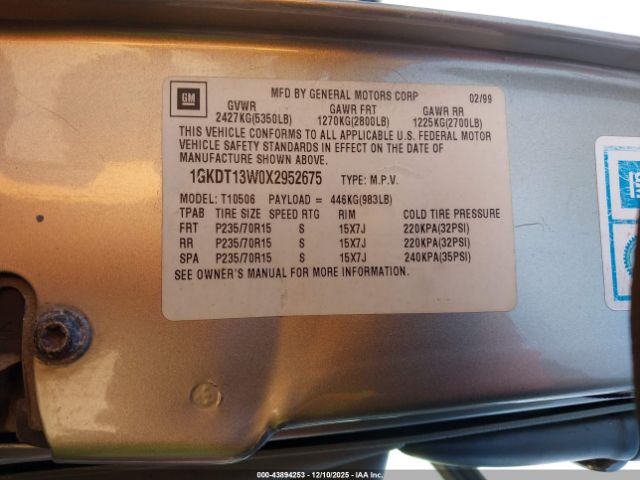 GM
MFD BY GENERAL MOTORS CORP 02/99
GVWR GAWR FRT GAWR RR
2427KG(5350LB) 1270KG(2800LB) 1225KG(2700LB)
THIS VEHICLE CONFORMS TO ALL APPLICABLE U.S. FEDERAL MOTOR
VEHICLE SAFETY STANDARDS IN EFFECT ON THE DATE OF
MANUFACTURE SHOWN ABOVE.
1GKDT13W0X2952675 TYPE: M.P.V.
MODEL: T10506 PAYLOAD = 446KG(983LB)
TPAB TIRE SIZE SPEED RTG RIM COLD TIRE PRESSURE
FRT P235/70R15 S 15X7J 220KPA(32PSI)
RR P235/70R15 S 15X7J 220KPA(32PSI)
SPA P235/70R15 S 15X7J 240KPA(35PSI)
SEE OWNER'S MANUAL FOR MORE INFORMATION.
000-43894253 - 12/10/2025 - IAA Inc.